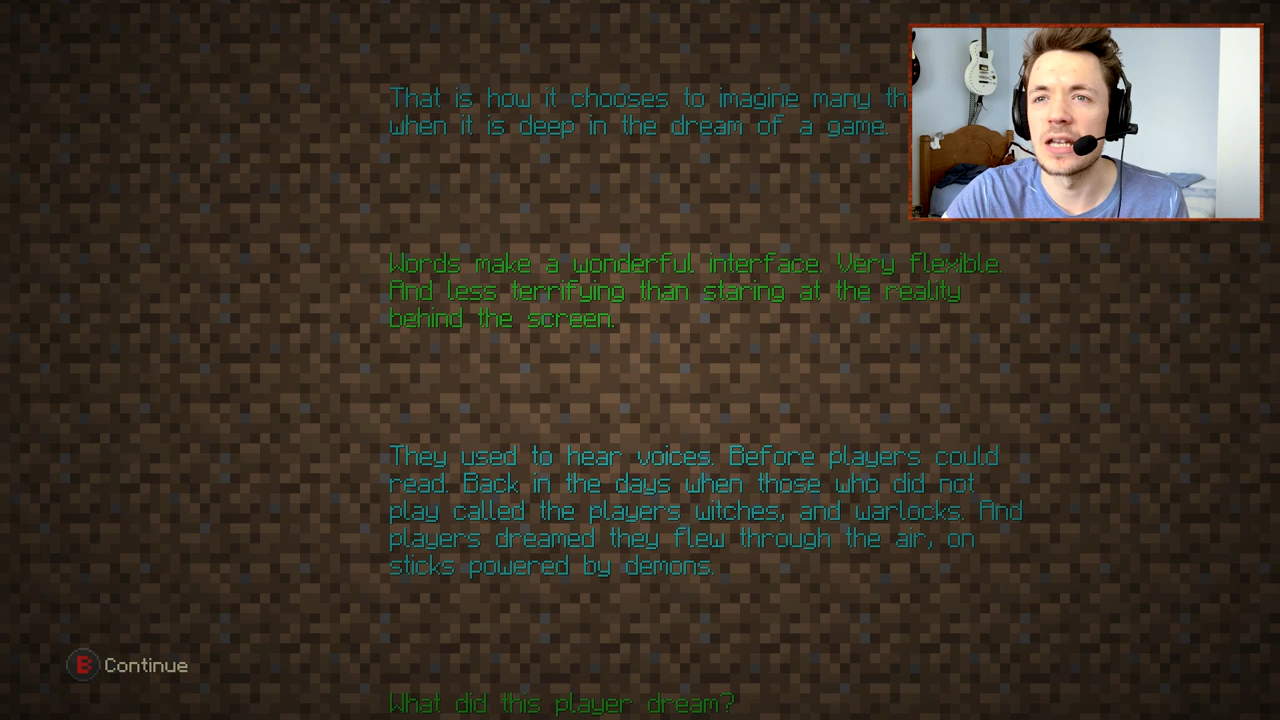 That is how it chooses to imagine many th
when it is deep in the dream of a game.
Words make a wonderful interface. Very flexible.
And less terrifying than staring at the reality
behind the screen.
They used to hear voices. Before players could
read. Back in the days when those who did not
play called the players witches, and warlocks. And
players dreamed they flew through the air, on
sticks powered by demons.
B Continue
What did this player dream?